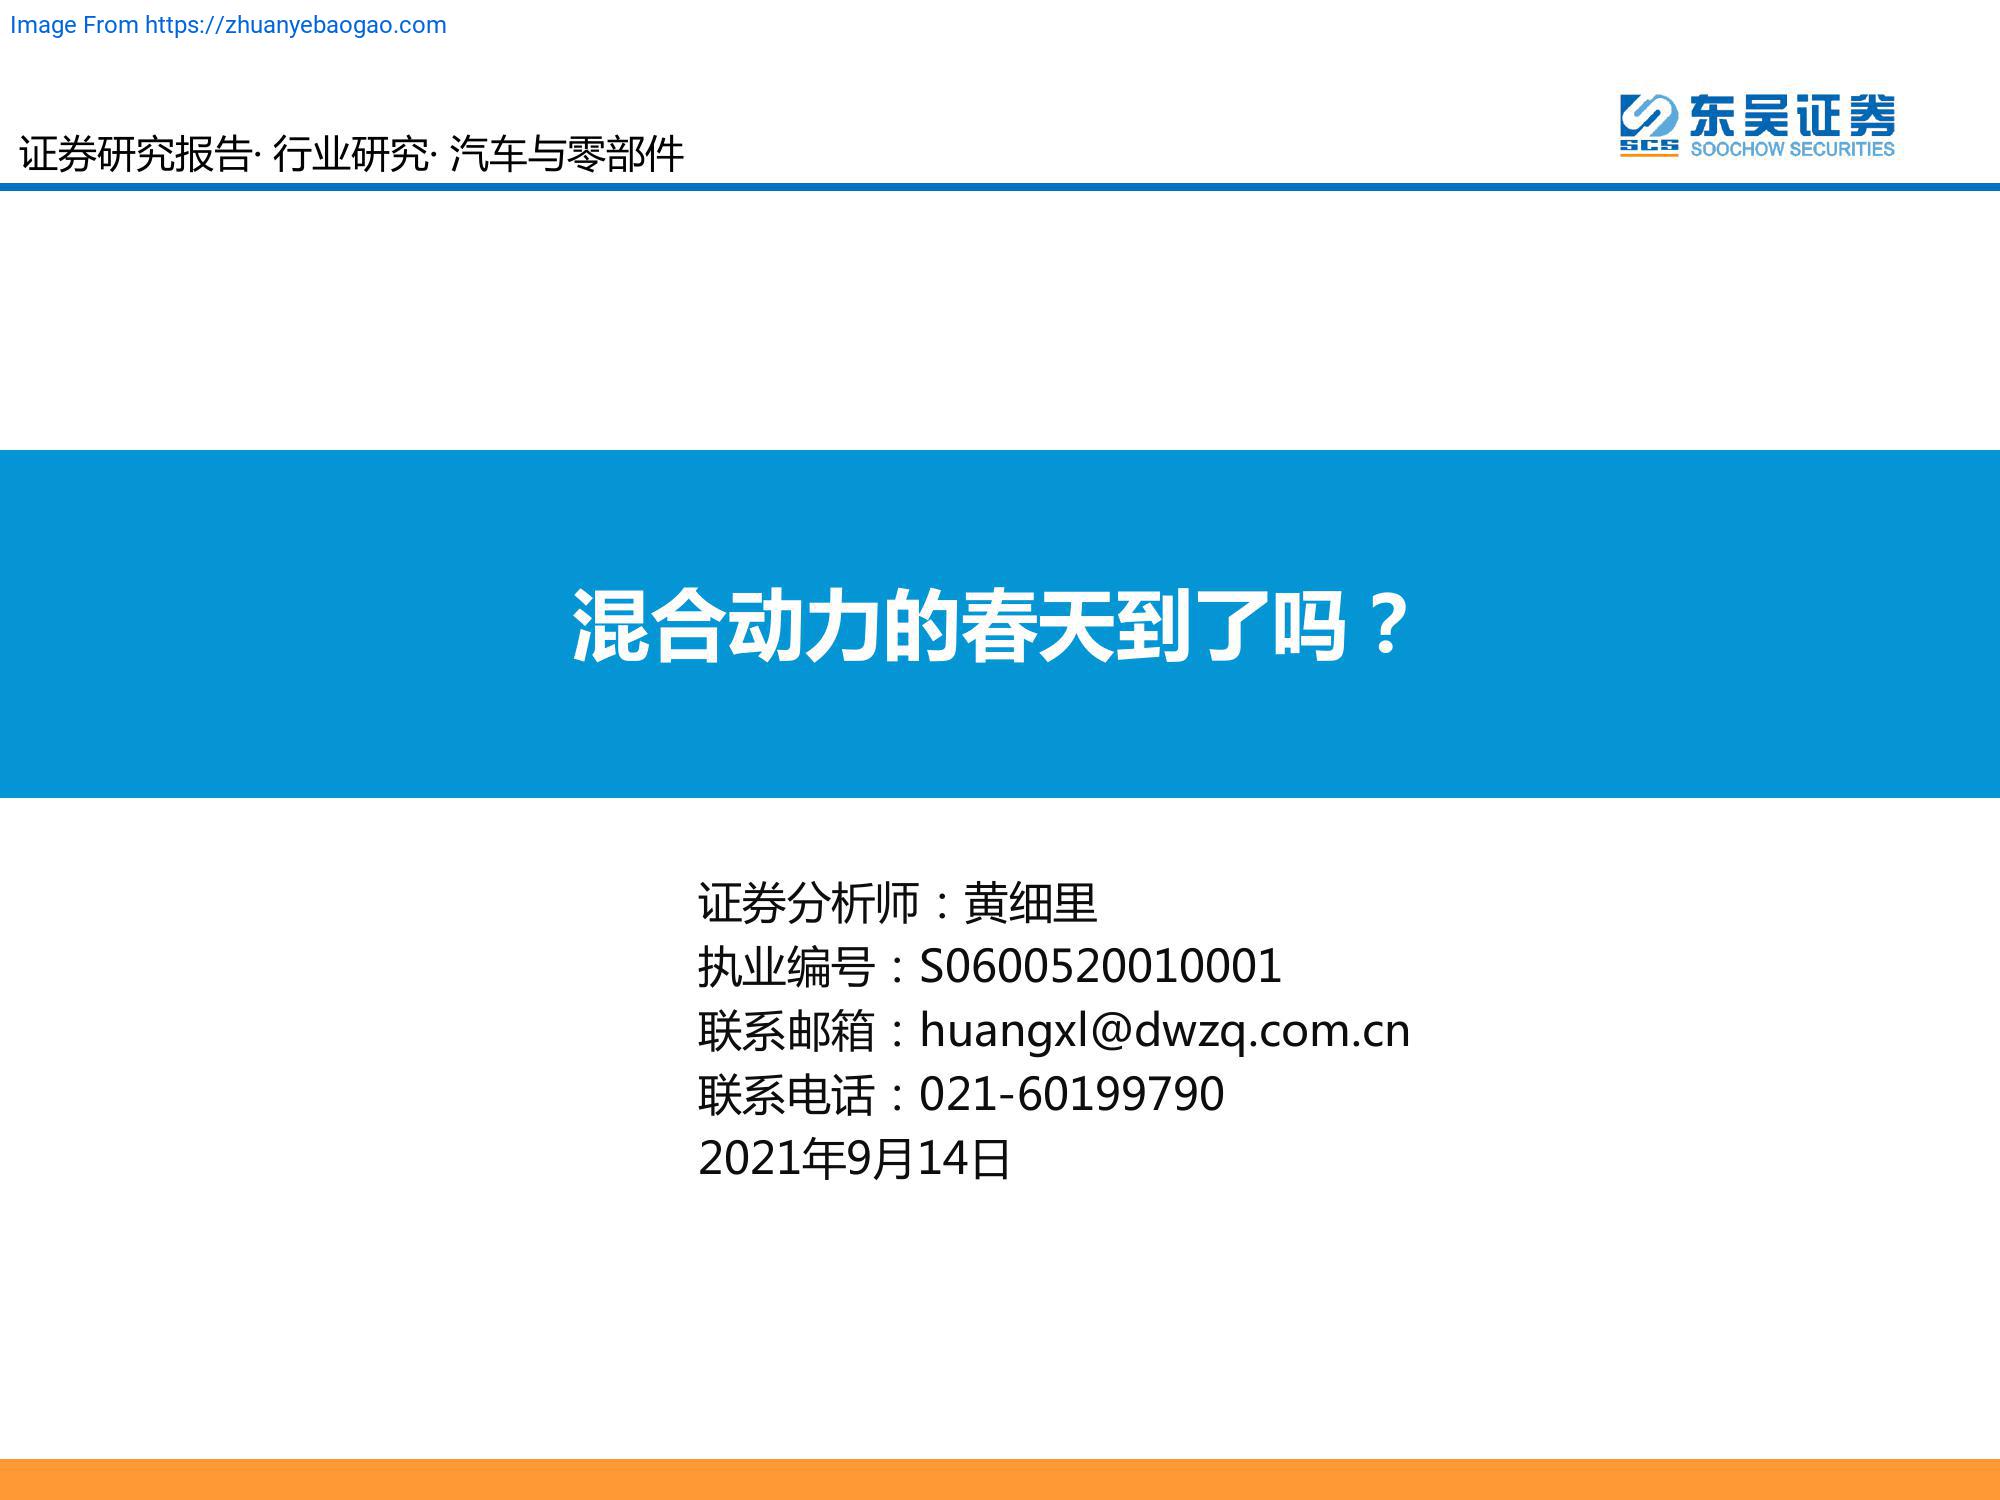 Image From https://zhuanyebaogao.com
东吴证券
SCS
SOOCHOW SECURITIES
证券研究报告· 行业研究· 汽车与零部件
混合动力的春天到了吗？
证券分析师：黄细里
执业编号：S0600520010001
联系邮箱：huangxl@dwzq.com.cn
联系电话：021-60199790
2021年9月14日